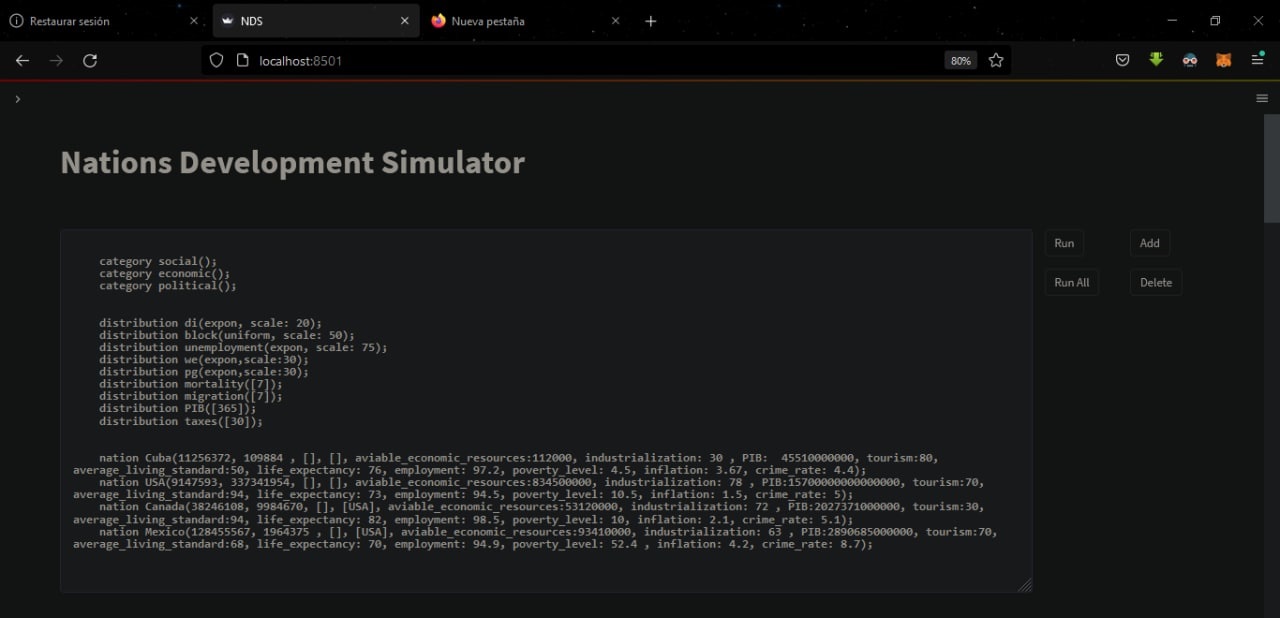 Restaurar sesión
NDS
Nueva pestaña
localhost:8501
80%
Nations Development Simulator
category social();
category economic();
category political();
distribution di(expon, scale: 20);
distribution block(uniform, scale: 50);
distribution unemployment(expon, scale: 75);
distribution we(expon,scale:30);
distribution pg(expon,scale:30);
distribution mortality([7]);
distribution migration([7]);
distribution PIB([365]);
distribution taxes([30]);
nation Cuba(11256372, 109884 , [], [], aviable_economic_resources:112000, industrialization: 30 , PIB:  45510000000, tourism:80,
average_living_standard:50, life_expectancy: 76, employment: 97.2, poverty_level: 4.5, inflation: 3.67, crime_rate: 4.4);
nation USA(9147593, 337341954, [], [], aviable_economic_resources:834500000, industrialization: 78 , PIB:15700000000000000, tourism:70,
average_living_standard:94, life_expectancy: 73, employment: 94.5, poverty_level: 10.5, inflation: 1.5, crime_rate: 5);
nation Canada(38246108, 9984670, [], [USA], aviable_economic_resources:53120000, industrialization: 72 , PIB:2027371000000, tourism:30,
average_living_standard:94, life_expectancy: 82, employment: 98.5, poverty_level: 10, inflation: 2.1, crime_rate: 5.1);
nation Mexico(128455567, 1964375 , [], [USA], aviable_economic_resources:93410000, industrialization: 63 , PIB:2890685000000, tourism:70,
average_living_standard:68, life_expectancy: 70, employment: 94.9, poverty_level: 52.4 , inflation: 4.2, crime_rate: 8.7);
Run
Add
Run All
Delete